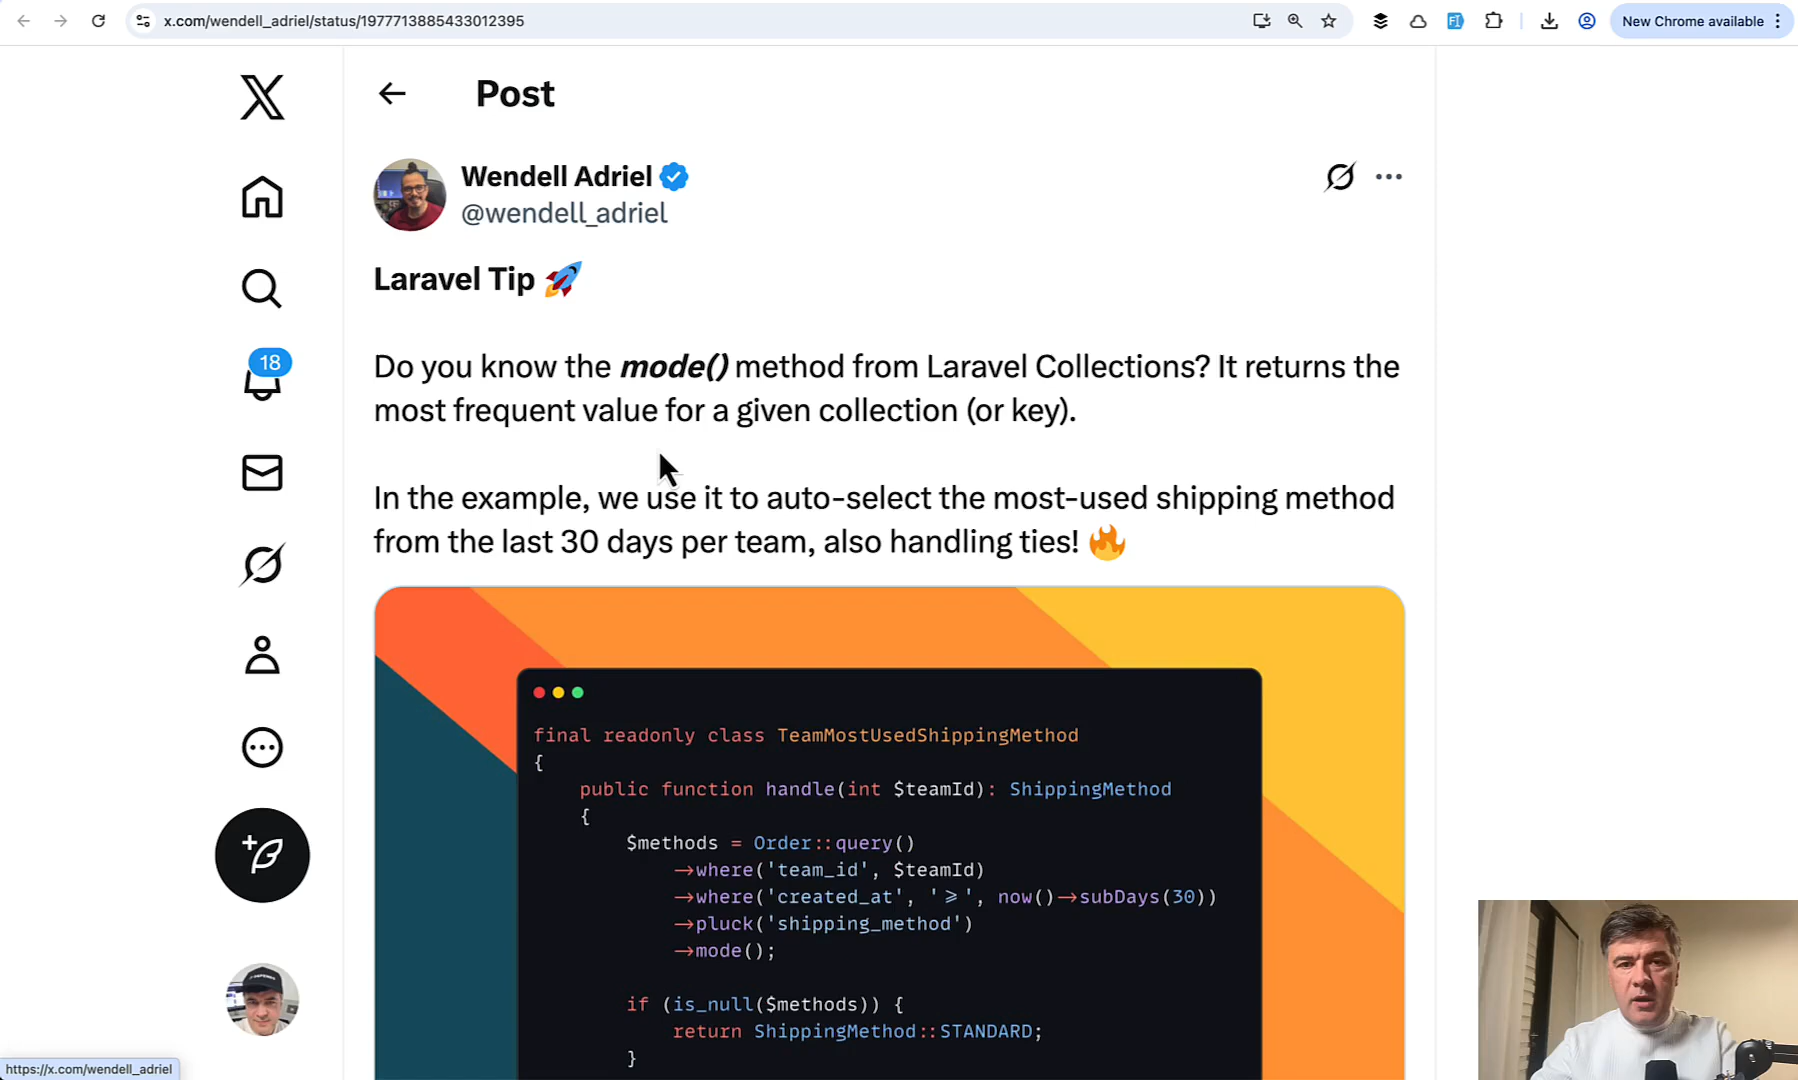 x.com/wendell_adriel/status/1977713885433012395
New Chrome available
Post
Wendell Adriel
@wendell_adriel
Laravel Tip 🚀
Do you know the mode() method from Laravel Collections? It returns the
most frequent value for a given collection (or key).
In the example, we use it to auto-select the most-used shipping method
from the last 30 days per team, also handling ties! 🔥
18
final readonly class TeamMostUsedShippingMethod
{
public function handle(int $teamId): ShippingMethod
{
$methods = Order::query()
->where('team_id', $teamId)
->where('created_at', '>=', now()->subDays(30))
->pluck('shipping_method')
->mode();
if (is_null($methods)) {
return ShippingMethod::STANDARD;
}
https://x.com/wendell_adriel